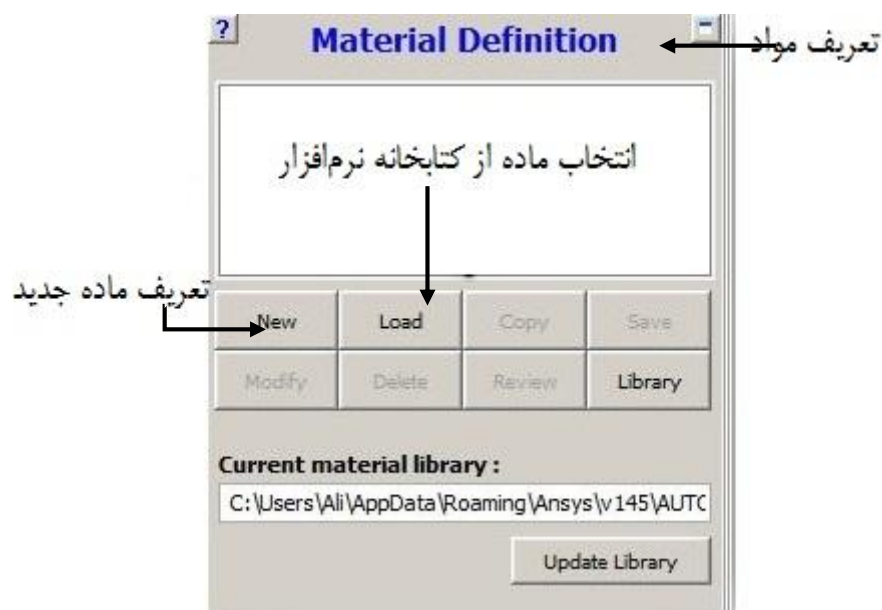 ?
Material Definition
-
تعریف مواد
انتخاب ماده از کتابخانه نرم‌افزار
تعریف ماده جدید
New Load Copy Save
Modify Delete Review Library
Current material library :
C:\Users\Ali\AppData\Roaming\Ansys\v145\AUTC
Update Library